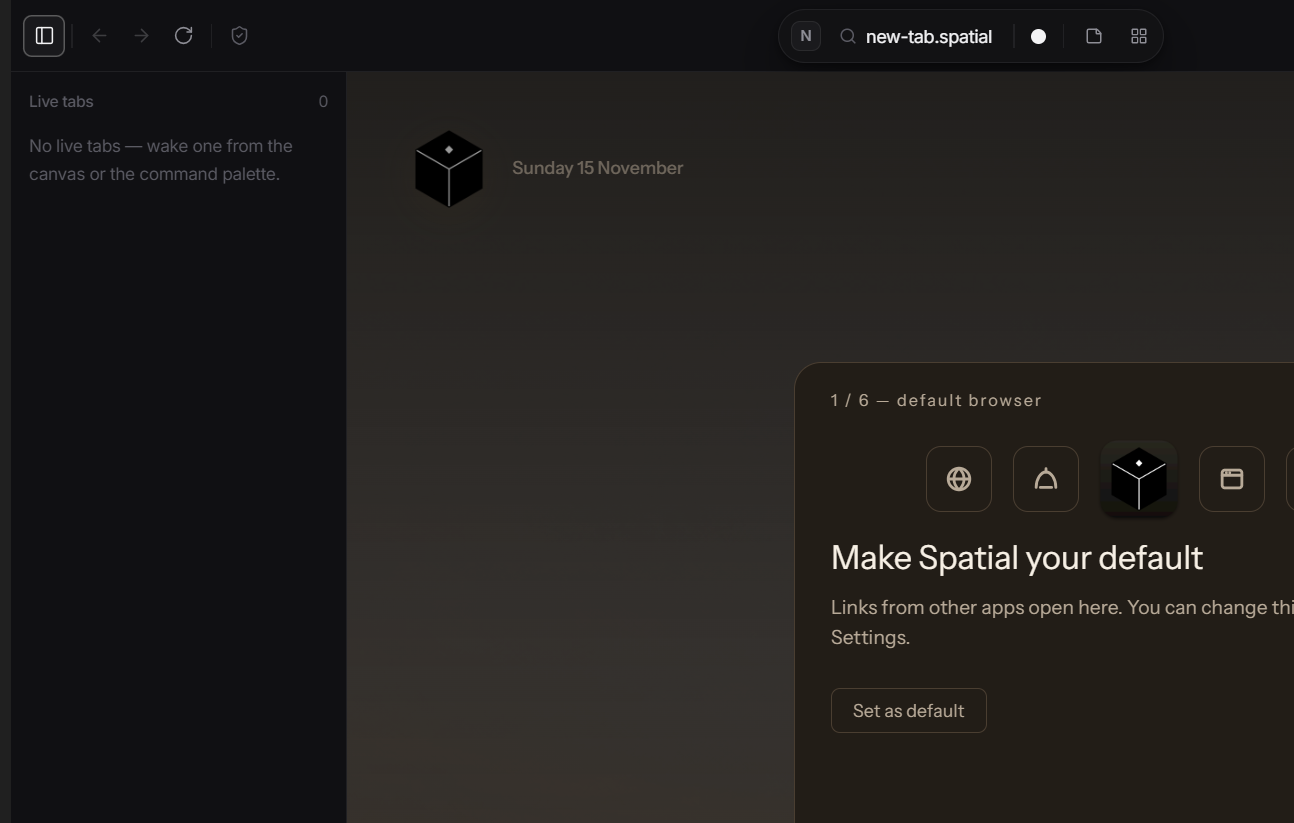 N new-tab.spatial
Live tabs 0
No live tabs — wake one from the
canvas or the command palette.
Sunday 15 November
1 / 6 — default browser
Make Spatial your default
Links from other apps open here. You can change
Settings.
Set as default